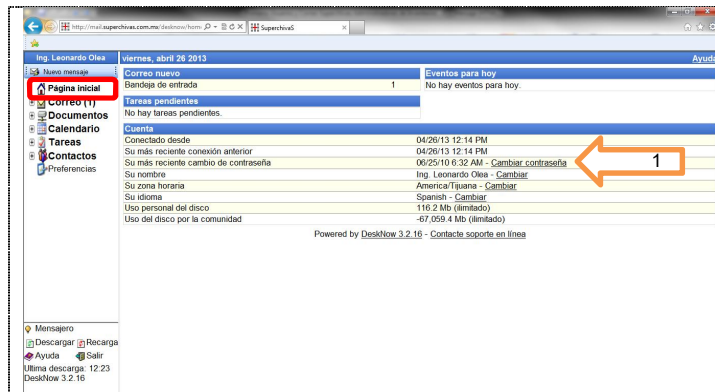 http://mail.superchivas.com.mx/desknow/hom
SuperchivaS
Ing. Leonardo Olea
viernes, abril 26 2013
Ayuda
Nuevo mensaje
Página inicial
Correo (1)
Documentos
Calendario
Tareas
Contactos
Preferencias
Correo nuevo
Bandeja de entrada 1
Eventos para hoy
No hay eventos para hoy.
Tareas pendientes
No hay tareas pendientes.
Cuenta
Conectado desde 04/26/13 12:14 PM
Su más reciente conexión anterior 04/26/13 12:14 PM
Su más reciente cambio de contraseña 06/25/10 6:32 AM - Cambiar contraseña
1
Su nombre Ing. Leonardo Olea - Cambiar
Su zona horaria America/Tijuana - Cambiar
Su idioma Spanish - Cambiar
Uso personal del disco 116.2 Mb (ilimitado)
Uso del disco por la comunidad -67,059.4 Mb (ilimitado)
Powered by DeskNow 3.2.16 - Contacte soporte en línea
Mensajero
Descargar Recarga
Ayuda Salir
Ultima descarga: 12:23
DeskNow 3.2.16